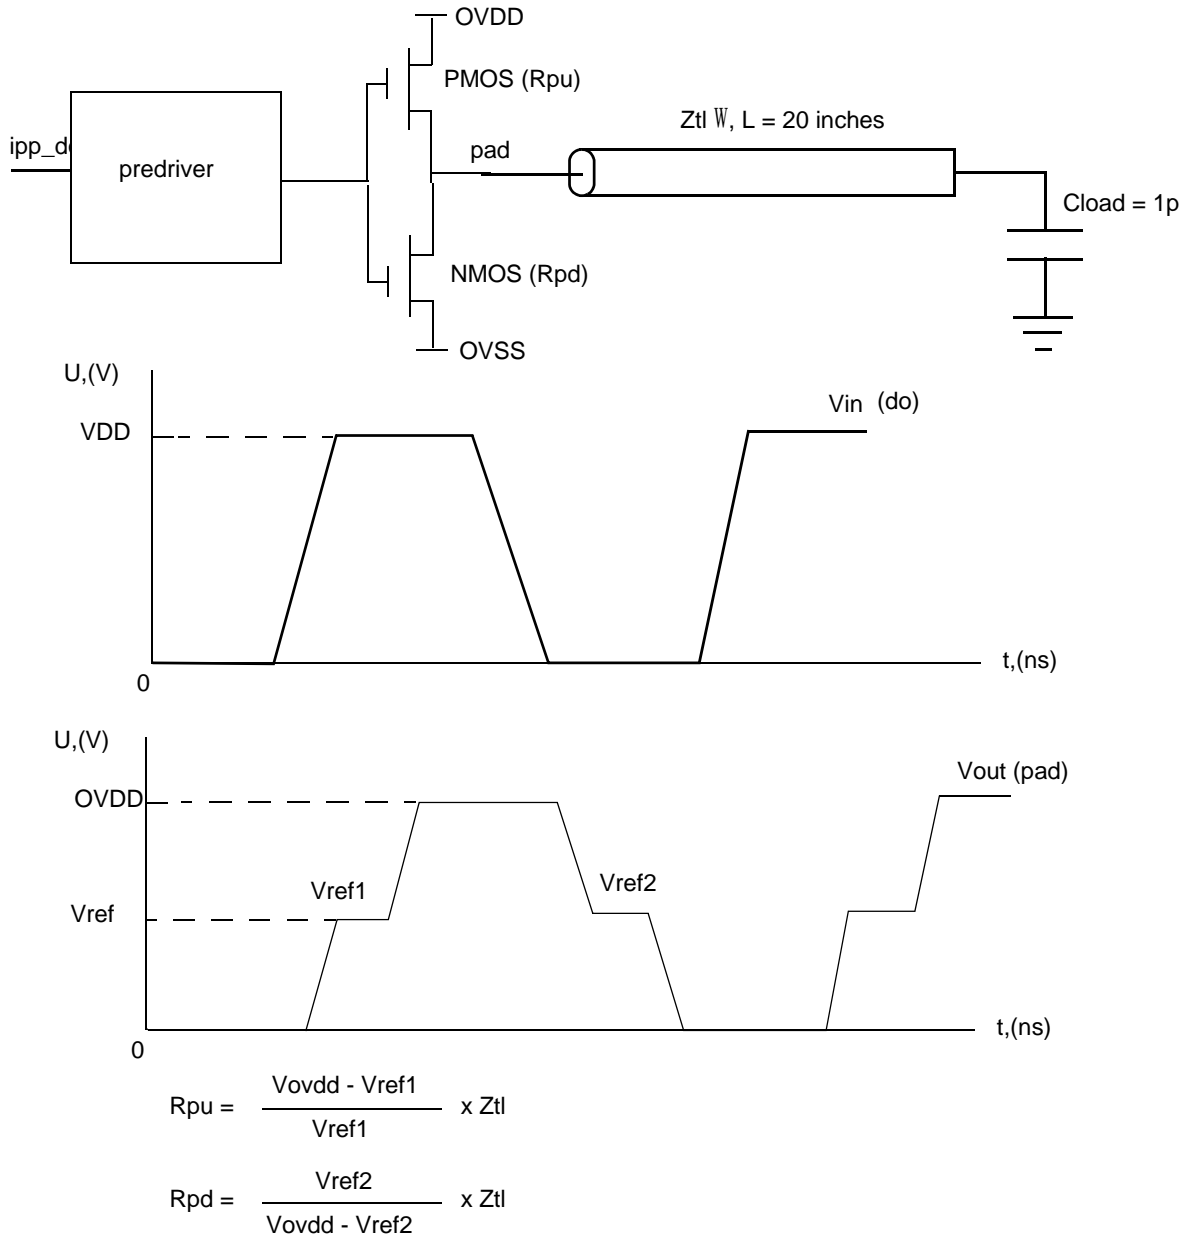 OVDD
PMOS (Rpu)
Ztl W, L = 20 inches
ipp_do
predriver
pad
Cload = 1p
NMOS (Rpd)
OVSS
U,(V)
VDD
Vin (do)
t,(ns)
0
U,(V)
Vout (pad)
OVDD
Vref1
Vref2
Vref
t,(ns)
0
Rpu = Vovdd - Vref1 x Ztl
Vref1
Rpd = Vref2 x Ztl
Vovdd - Vref2